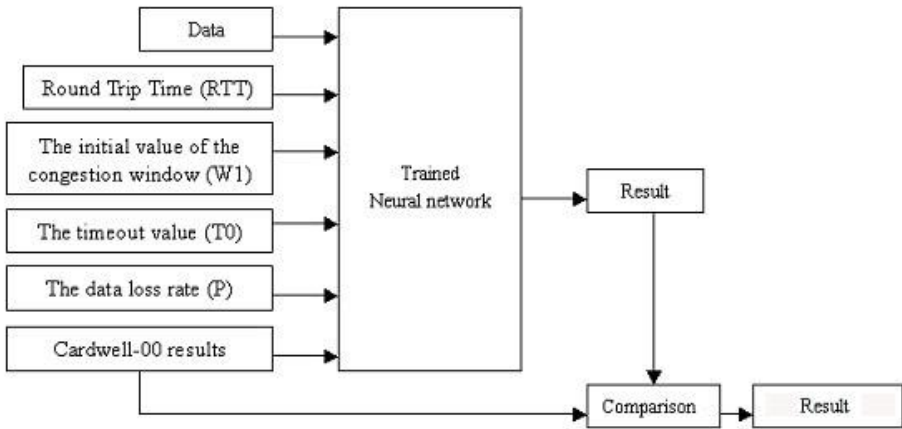 Data
Round Trip Time (RTT)
The initial value of the
congestion window (W1)
The timeout value (T0)
The data loss rate (P)
Cardwell-00 results
Trained
Neural network
Result
Comparison
Result